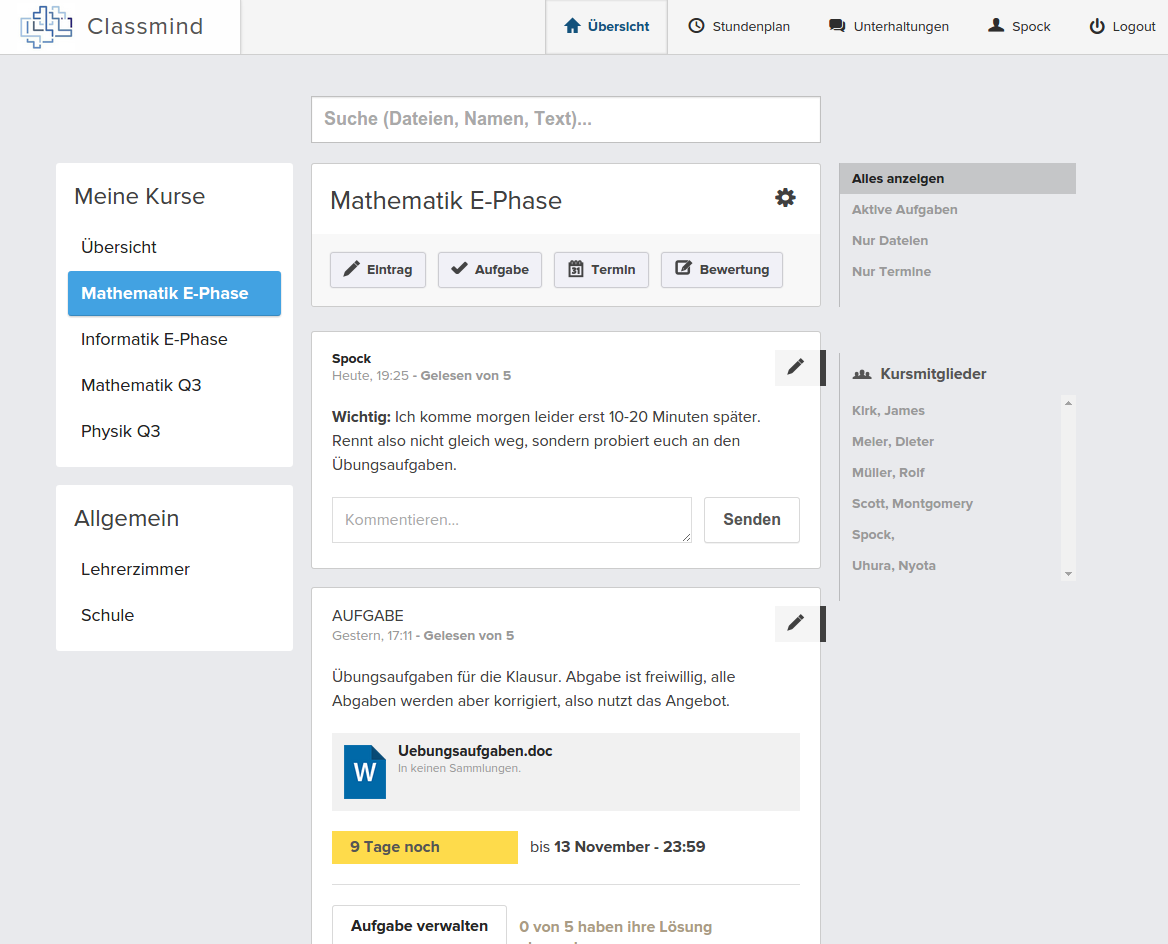 Classmind
Übersicht
Stundenplan
Unterhaltungen
Spock
Logout
Suche (Dateien, Namen, Text)...
Meine Kurse
Übersicht
Mathematik E-Phase
Informatik E-Phase
Mathematik Q3
Physik Q3
Allgemein
Lehrerzimmer
Schule
Mathematik E-Phase
Eintrag
Aufgabe
31
Termin
Bewertung
Spock
Heute, 19:25 - Gelesen von 5
Wichtig: Ich komme morgen leider erst 10-20 Minuten später.
Rennt also nicht gleich weg, sondern probiert euch an den
Übungsaufgaben.
Kommentieren...
Senden
AUFGABE
Gestern, 17:11 - Gelesen von 5
Übungsaufgaben für die Klausur. Abgabe ist freiwillig, alle
Abgaben werden aber korrigiert, also nutzt das Angebot.
W
Uebungsaufgaben.doc
In keinen Sammlungen.
9 Tage noch
bis 13 November - 23:59
Aufgabe verwalten
0 von 5 haben ihre Lösung
Alles anzeigen
Aktive Aufgaben
Nur Dateien
Nur Termine
Kursmitglieder
Kirk, James
Meier, Dieter
Müller, Rolf
Scott, Montgomery
Spock,
Uhura, Nyota